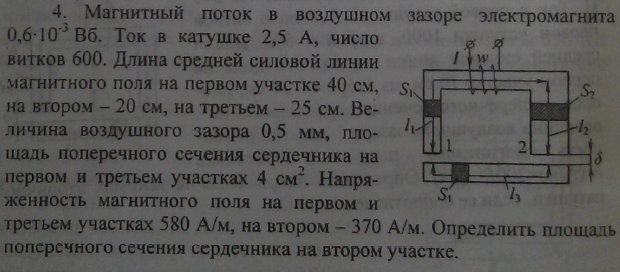 4. Магнитный поток в воздушном зазоре электромагнита
0,6·10⁻³ Вб. Ток в катушке 2,5 А, число
витков 600. Длина средней силовой линии
магнитного поля на первом участке 40 см,
на втором – 20 см, на третьем – 25 см. Ве-
личина воздушного зазора 0,5 мм, пло-
щадь поперечного сечения сердечника на
первом и третьем участках 4 см². Напря-
женность магнитного поля на первом и
третьем участках 580 А/м, на втором – 370 А/м. Определить площадь
поперечного сечения сердечника на втором участке.
I w
S₁ S₂
l₁ 1 2 l₂
δ
S₁ l₃